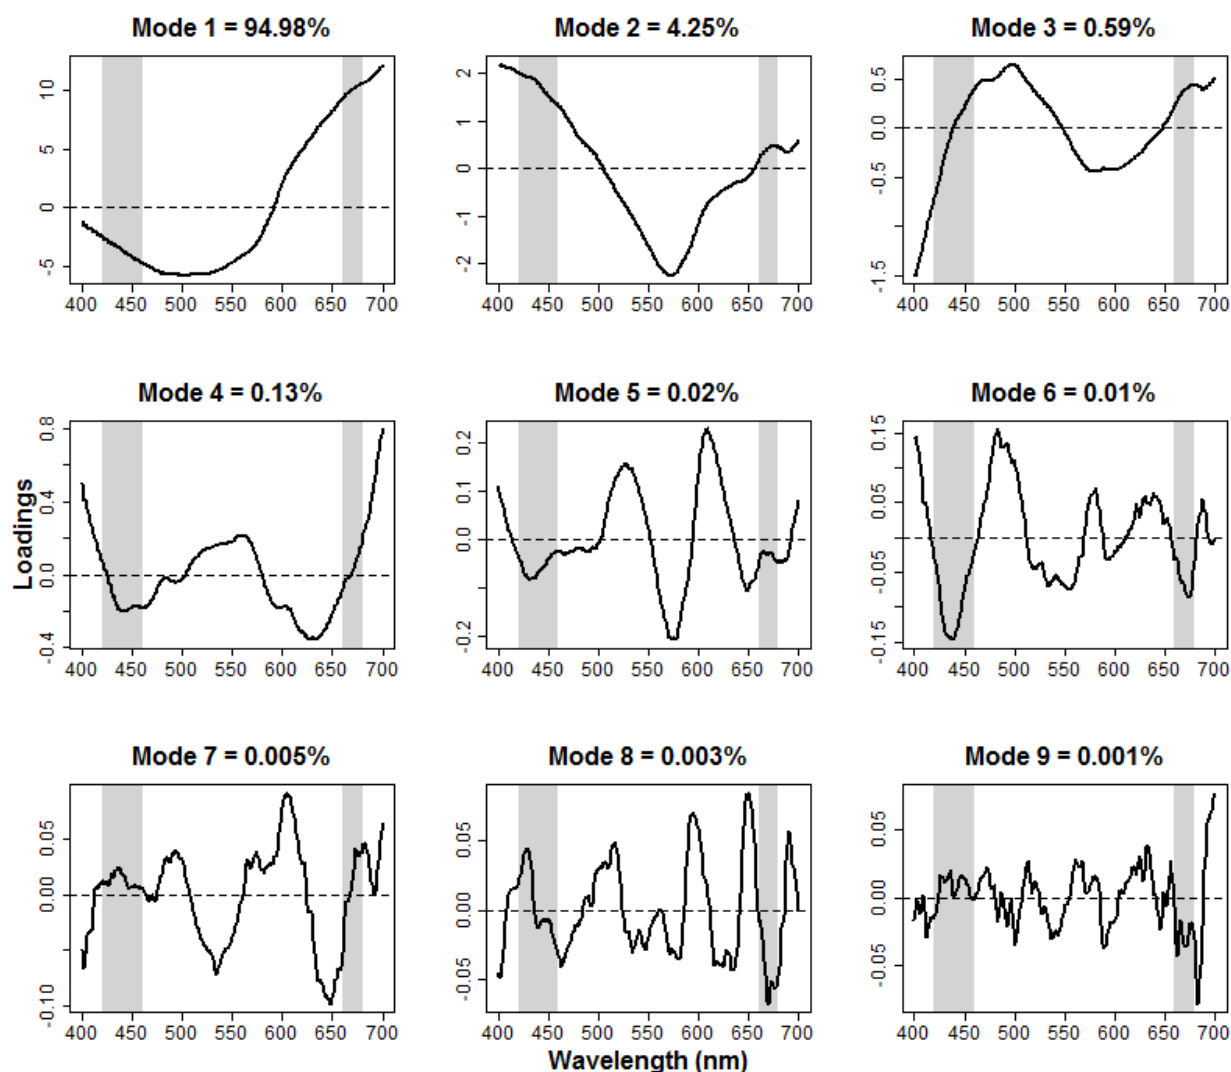 Mode 1 = 94.98%
Mode 2 = 4.25%
Mode 3 = 0.59%
10
5
0
-5
400 450 500 550 600 650 700
2
1
0
-1
-2
400 450 500 550 600 650 700
0.5
0.0
-0.5
-1.5
400 450 500 550 600 650 700
Mode 4 = 0.13%
Mode 5 = 0.02%
Mode 6 = 0.01%
Loadings
0.8
0.4
0.0
-0.4
400 450 500 550 600 650 700
0.2
0.1
0.0
-0.2
400 450 500 550 600 650 700
0.15
0.05
-0.05
-0.15
400 450 500 550 600 650 700
Mode 7 = 0.005%
Mode 8 = 0.003%
Mode 9 = 0.001%
0.05
0.00
-0.10
400 450 500 550 600 650 700
0.05
0.00
-0.05
400 450 500 550 600 650 700
0.05
0.00
-0.05
400 450 500 550 600 650 700
Wavelength (nm)